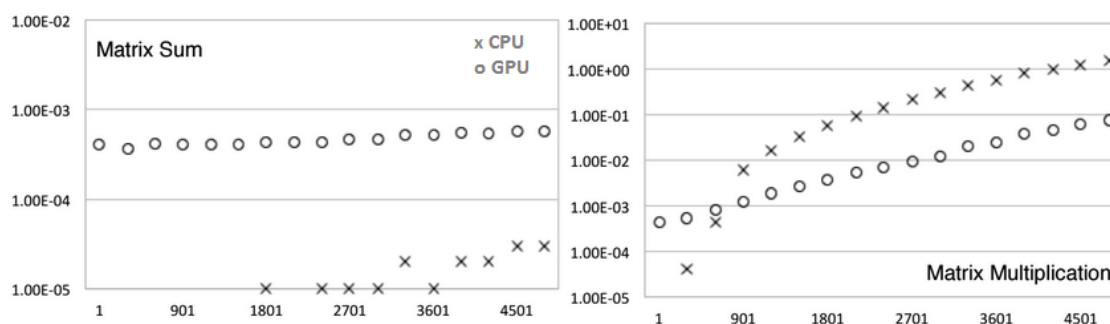 1.00E-02
Matrix Sum
x CPU
o GPU
1.00E-03
1.00E-04
1.00E-05
1 901 1801 2701 3601 4501
1.00E+01
1.00E+00
1.00E-01
1.00E-02
1.00E-03
1.00E-04
Matrix Multiplication
1.00E-05
1 901 1801 2701 3601 4501